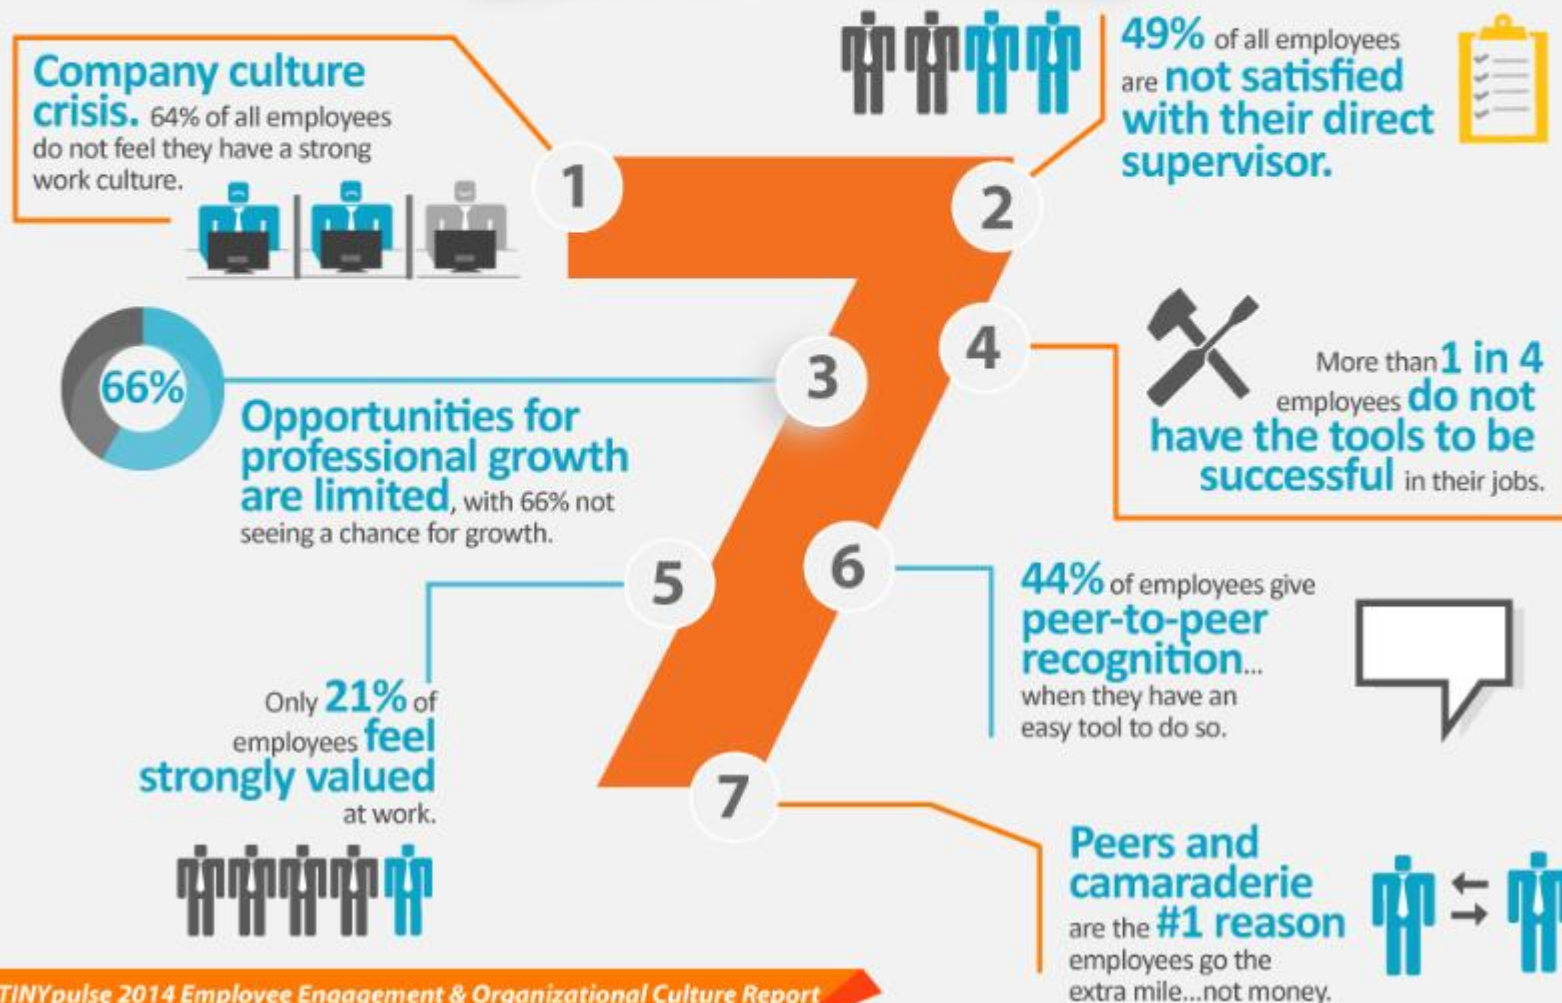 Company culture
crisis. 64% of all employees
do not feel they have a strong
work culture.
1
49% of all employees
are not satisfied
with their direct
supervisor.
2
66%
Opportunities for
professional growth
are limited, with 66% not
seeing a chance for growth.
3
4
More than 1 in 4
employees do not
have the tools to be
successful in their jobs.
5
Only 21% of
employees feel
strongly valued
at work.
6
44% of employees give
peer-to-peer
recognition...
when they have an
easy tool to do so.
7
Peers and
camaraderie
are the #1 reason
employees go the
extra mile...not money.
TINYpulse 2014 Employee Engagement & Organizational Culture Report